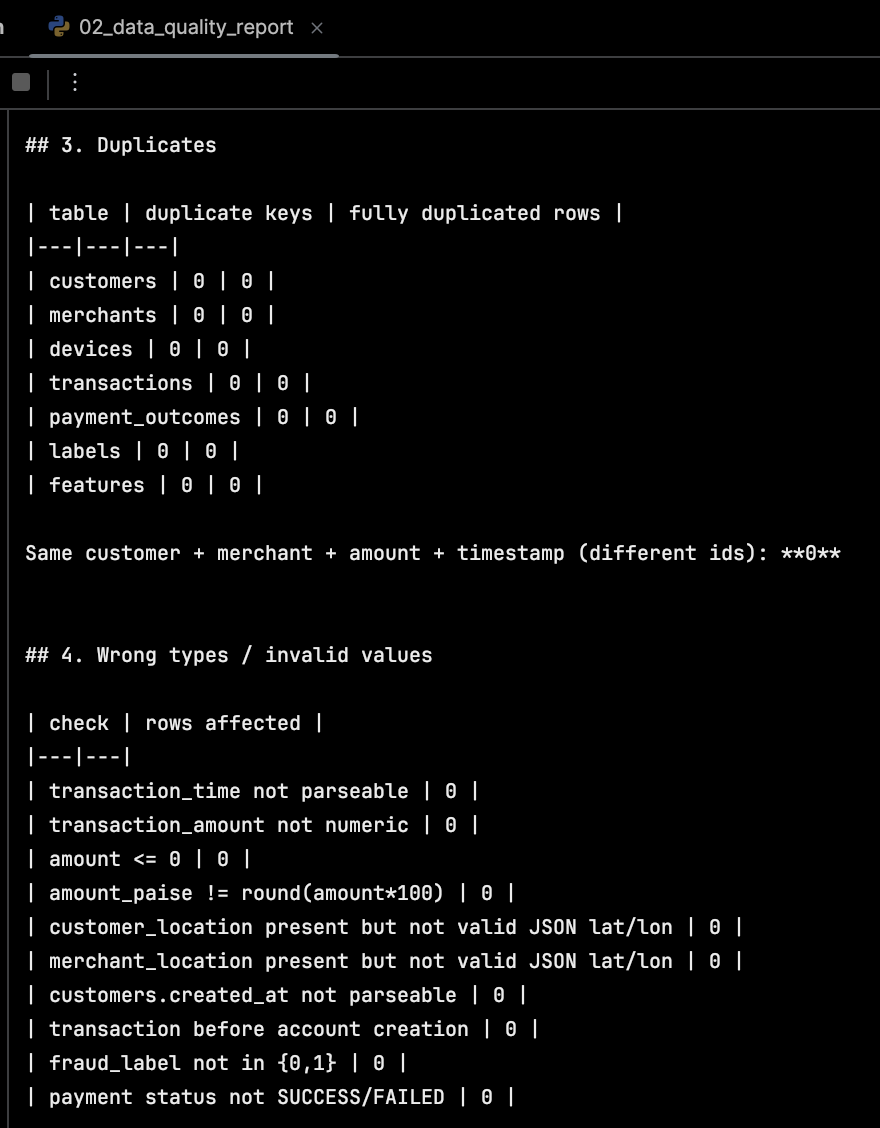 02_data_quality_report ×
## 3. Duplicates
| table | duplicate keys | fully duplicated rows |
|---|---|---|
| customers | 0 | 0 |
| merchants | 0 | 0 |
| devices | 0 | 0 |
| transactions | 0 | 0 |
| payment_outcomes | 0 | 0 |
| labels | 0 | 0 |
| features | 0 | 0 |
Same customer + merchant + amount + timestamp (different ids): **0**
## 4. Wrong types / invalid values
| check | rows affected |
|---|---|
| transaction_time not parseable | 0 |
| transaction_amount not numeric | 0 |
| amount <= 0 | 0 |
| amount_paise != round(amount*100) | 0 |
| customer_location present but not valid JSON lat/lon | 0 |
| merchant_location present but not valid JSON lat/lon | 0 |
| customers.created_at not parseable | 0 |
| transaction before account creation | 0 |
| fraud_label not in {0,1} | 0 |
| payment status not SUCCESS/FAILED | 0 |